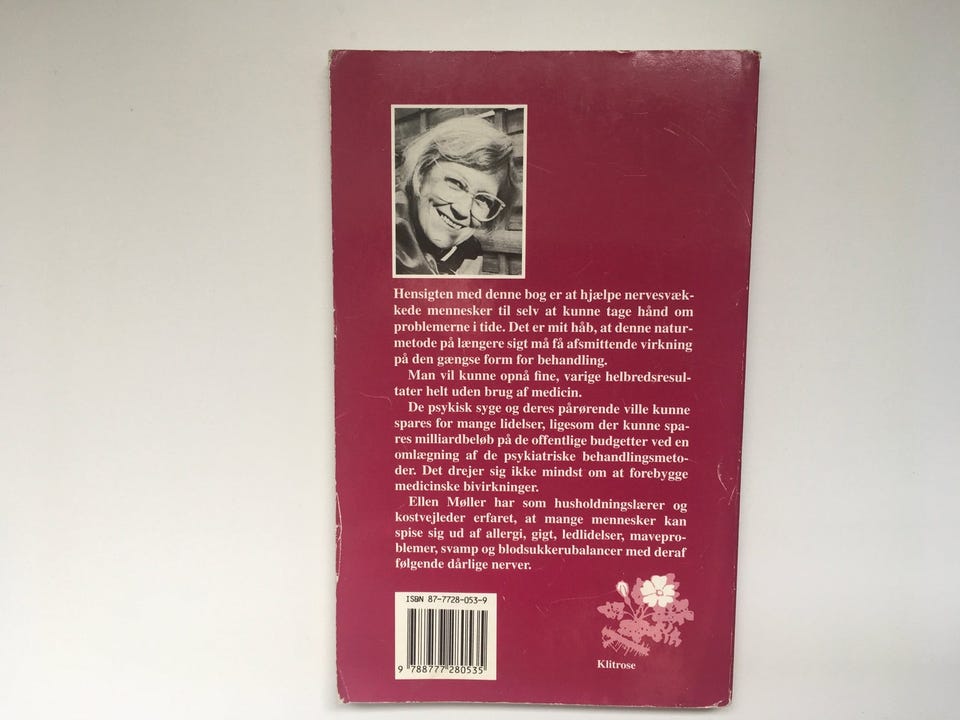 Hensigten med denne bog er at hjælpe nervesvæk-
kede mennesker til selv at kunne tage hånd om
problemerne i tide. Det er mit håb, at denne natur-
metode på længere sigt må få afsmittende virkning
på den gængse form for behandling.
Man vil kunne opnå fine, varige helbredsresul-
tater helt uden brug af medicin.
De psykisk syge og deres pårørende ville kunne
spares for mange lidelser, ligesom der kunne spa-
res milliardbeløb på de offentlige budgetter ved en
omlægning af de psykiatriske behandlingsmeto-
der. Det drejer sig ikke mindst om at forebygge
medicinske bivirkninger.
Ellen Møller har som husholdningslærer og
kostvejleder erfaret, at mange mennesker kan
spise sig ud af allergi, gigt, ledlidelser, mavepro-
blemer, svamp og blodsukkerubalancer med deraf
følgende dårlige nerver.
ISBN 87-7728-053-9
9 788777 280535
Klitrose